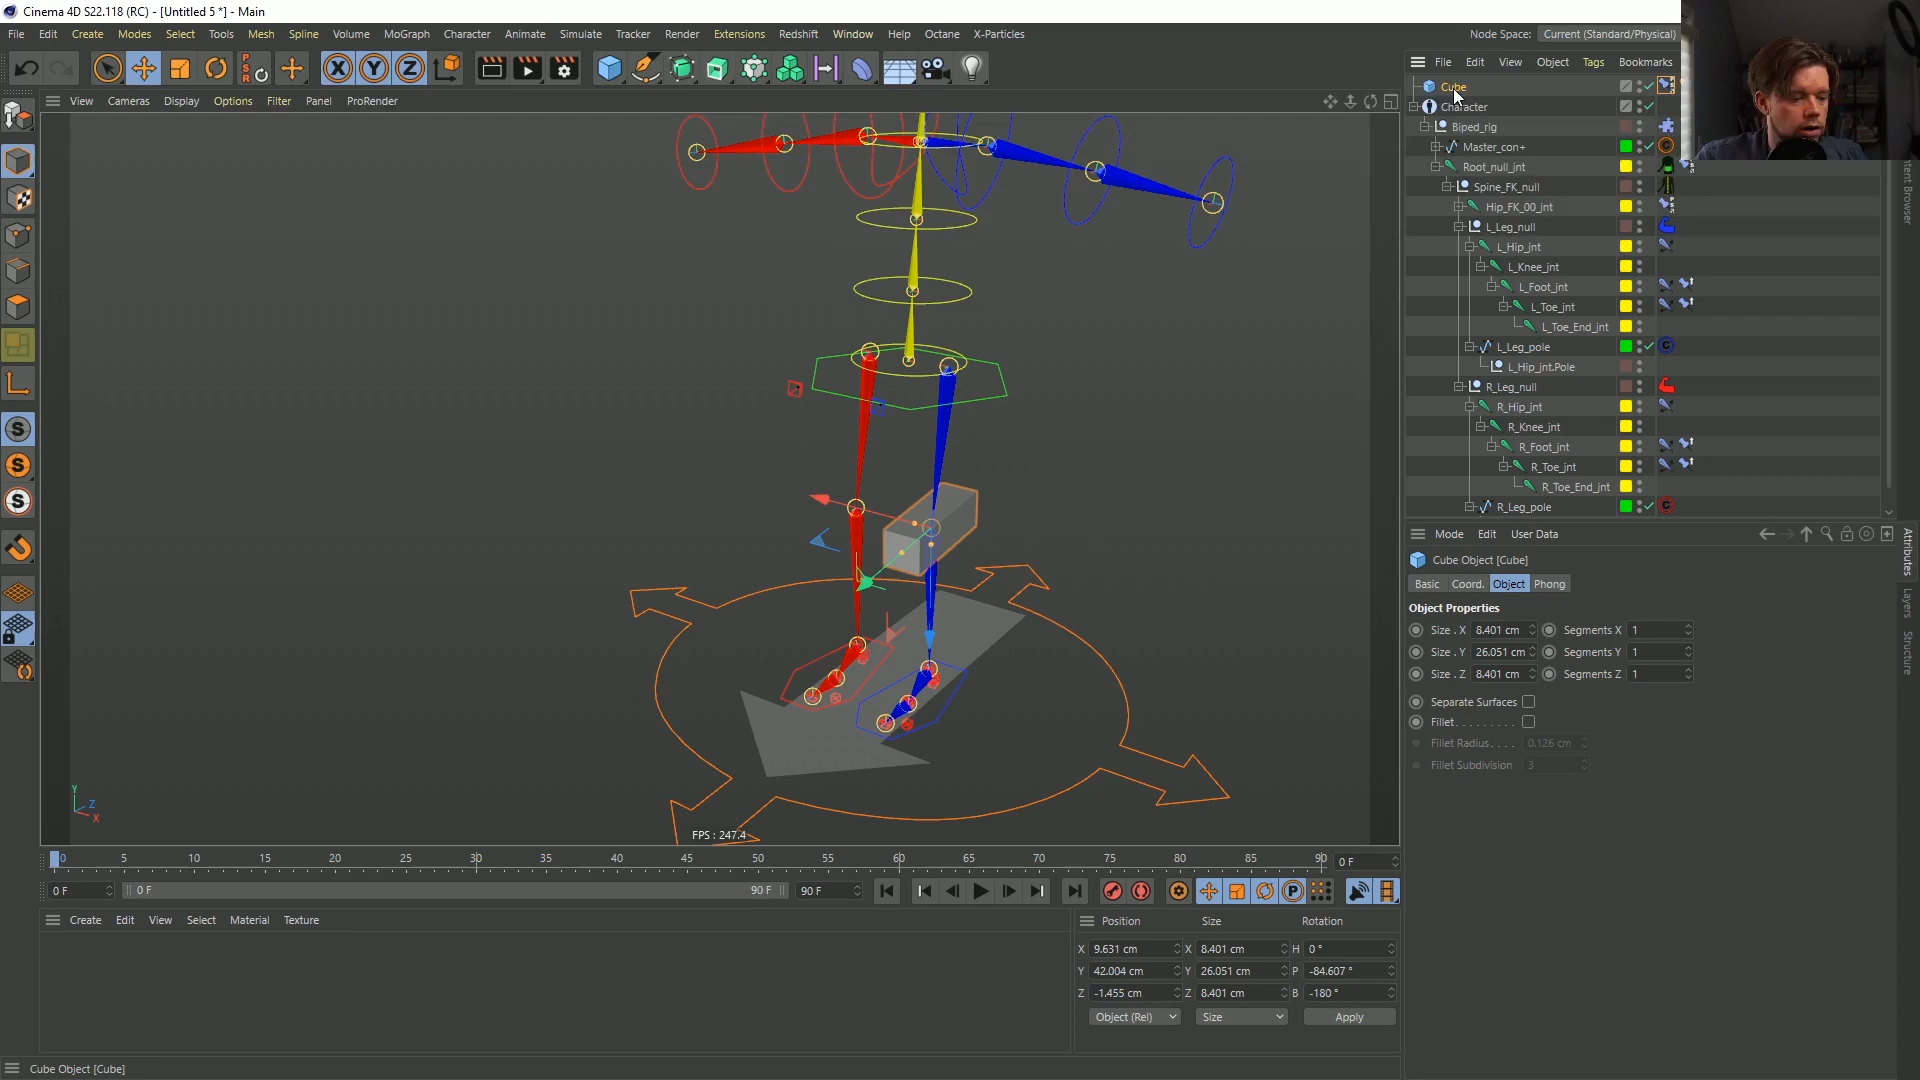 Cinema 4D S22.118 (RC) - [Untitled 5 *] - Main
File Edit Create Modes Select Tools Mesh Spline Volume MoGraph Character Animate Simulate Tracker Render Extensions Redshift Window Help Octane X-Particles
Node Space: Current (Standard/Physical)
PSR
X Y Z
File Edit View Object Tags Bookmarks
View Cameras Display Options Filter Panel ProRender
Cube
Character
Biped_rig
Master_con+
Root_null_jnt
Spine_FK_null
Hip_FK_00_jnt
L_Leg_null
L_Hip_jnt
L_Knee_jnt
L_Foot_jnt
L_Toe_jnt
L_Toe_End_jnt
L_Leg_pole
L_Hip_jnt.Pole
R_Leg_null
R_Hip_jnt
R_Knee_jnt
R_Foot_jnt
R_Toe_jnt
R_Toe_End_jnt
R_Leg_pole
Mode Edit User Data
Cube Object [Cube]
Basic Coord. Object Phong
Object Properties
Size . X 8.401 cm Segments X 1
Size . Y 26.051 cm Segments Y 1
Size . Z 8.401 cm Segments Z 1
Separate Surfaces
Fillet . . . . . . . . .
Fillet Radius . . . . 0.126 cm
Fillet Subdivision 3
Attributes
Layers
Structure
Y Z X
FPS : 247.4
0 5 10 15 20 25 30 35 40 45 50 55 60 65 70 75 80 85 90 0 F
0 F 0 F 90 F 90 F
Create Edit View Select Material Texture
Position Size Rotation
X 9.631 cm X 8.401 cm H 0 °
Y 42.004 cm Y 26.051 cm P -84.607 °
Z -1.455 cm Z 8.401 cm B -180 °
Object (Rel) Size Apply
Cube Object [Cube]